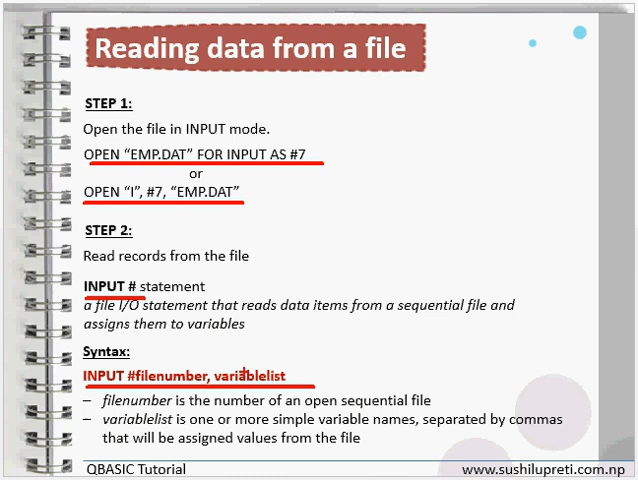 Reading data from a file
STEP 1:
Open the file in INPUT mode.
OPEN “EMP.DAT” FOR INPUT AS #7
or
OPEN “I”, #7, “EMP.DAT”
STEP 2:
Read records from the file
INPUT # statement
a file I/O statement that reads data items from a sequential file and
assigns them to variables
Syntax:
INPUT #filenumber, variablelist
– filenumber is the number of an open sequential file
– variablelist is one or more simple variable names, separated by commas
that will be assigned values from the file
QBASIC Tutorial
www.sushilupreti.com.np